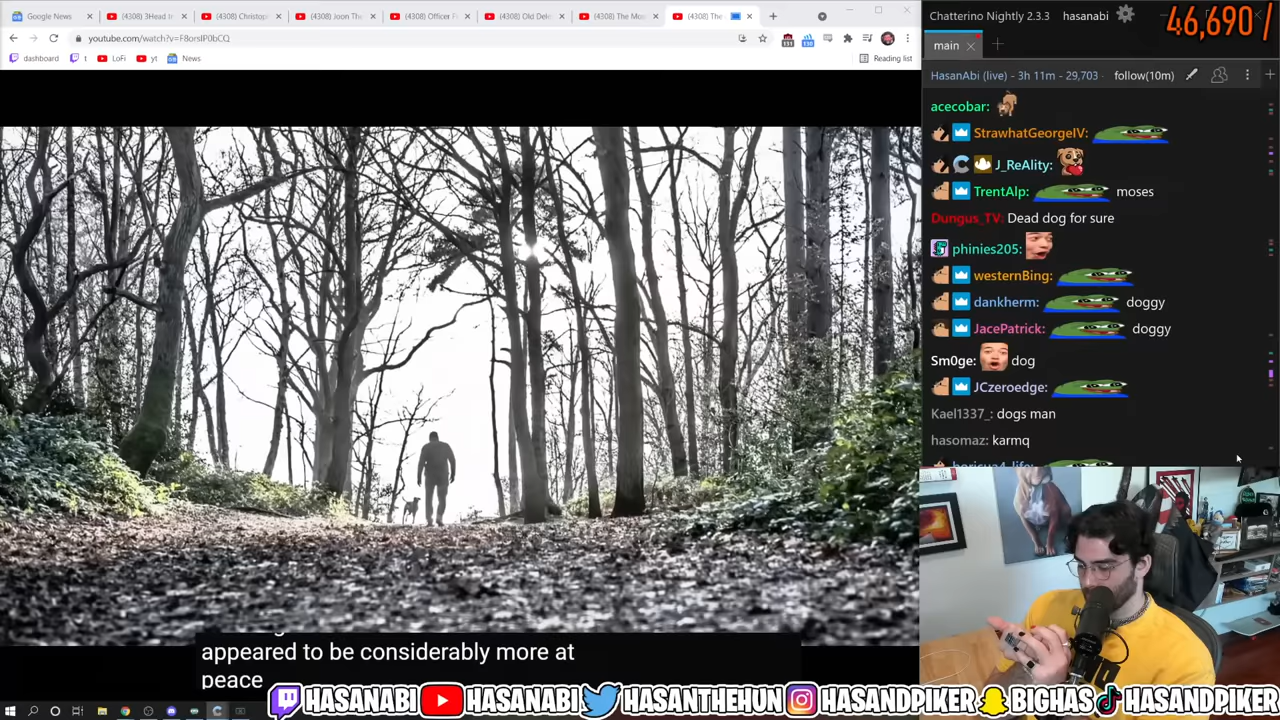 Google News
(4308) 3Head Ir
(4308) Christop
(4308) Joon The
(4308) Officer F
(4308) Old Dele
(4308) The Mos
(4308) The
youtube.com/watch?v=F8orsIP0bCQ
dashboard
t
LoFi
yt
News
Reading list
appeared to be considerably more at
peace
Chatterino Nightly 2.3.3
hasanabi
46,690 /
main
HasanAbi (live) - 3h 11m - 29,703
follow(10m)
acecobar:
StrawhatGeorgeIV:
J_ReAlity:
TrentAlp: moses
Dungus_TV: Dead dog for sure
phinies205:
westernBing:
dankherm: doggy
JacePatrick: doggy
Sm0ge: dog
JCzeroedge:
Kael1337_: dogs man
hasomaz: karmq
HASANABI
HASANABI
HASANTHEHUN
HASANDPIKER
BIGHAS
HASANDPIKER